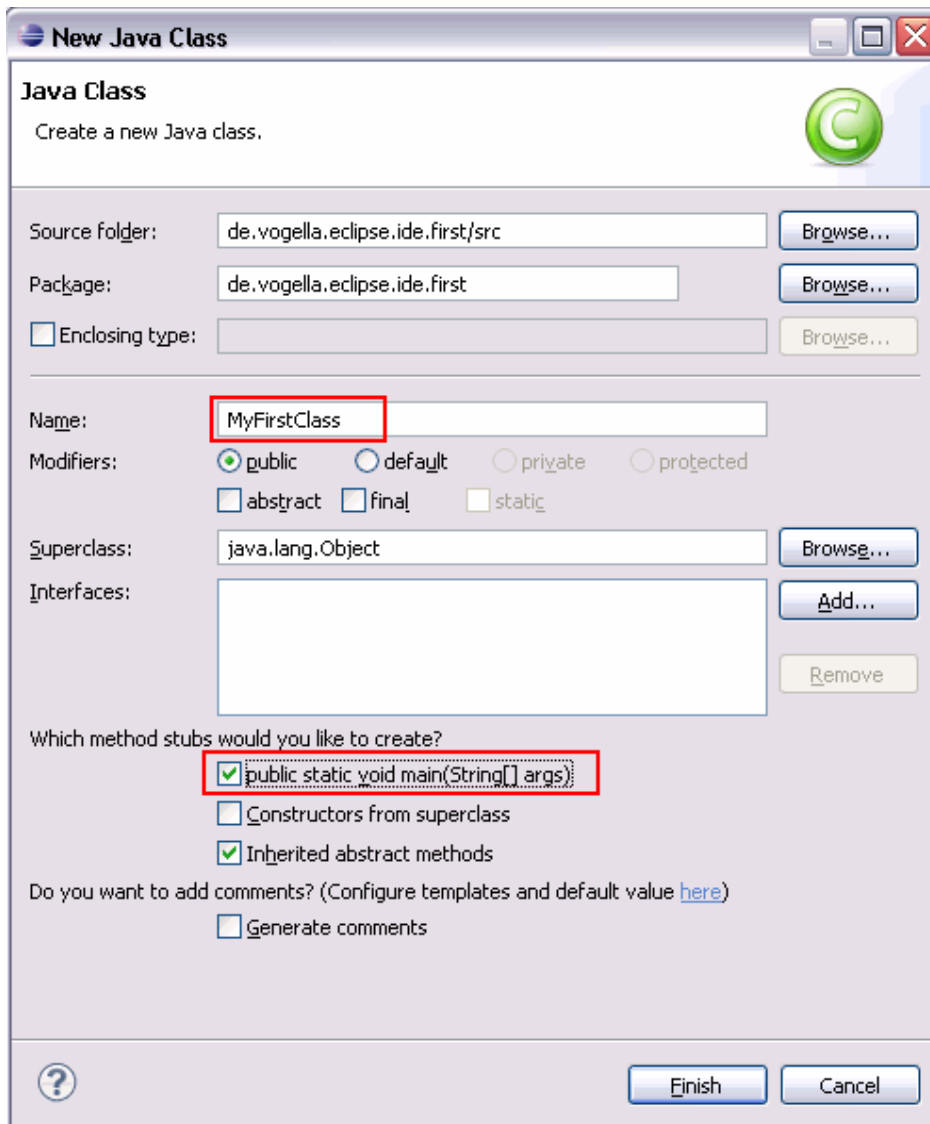 New Java Class
Java Class
Create a new Java class.
C
Source folder: de.vogella.eclipse.ide.first/src Browse...
Package: de.vogella.eclipse.ide.first Browse...
Enclosing type: Browse...
Name: MyFirstClass
Modifiers: public default private protected
abstract final static
Superclass: java.lang.Object Browse...
Interfaces: Add...
Remove
Which method stubs would you like to create?
public static void main(String[] args)
Constructors from superclass
Inherited abstract methods
Do you want to add comments? (Configure templates and default value here)
Generate comments
? Finish Cancel